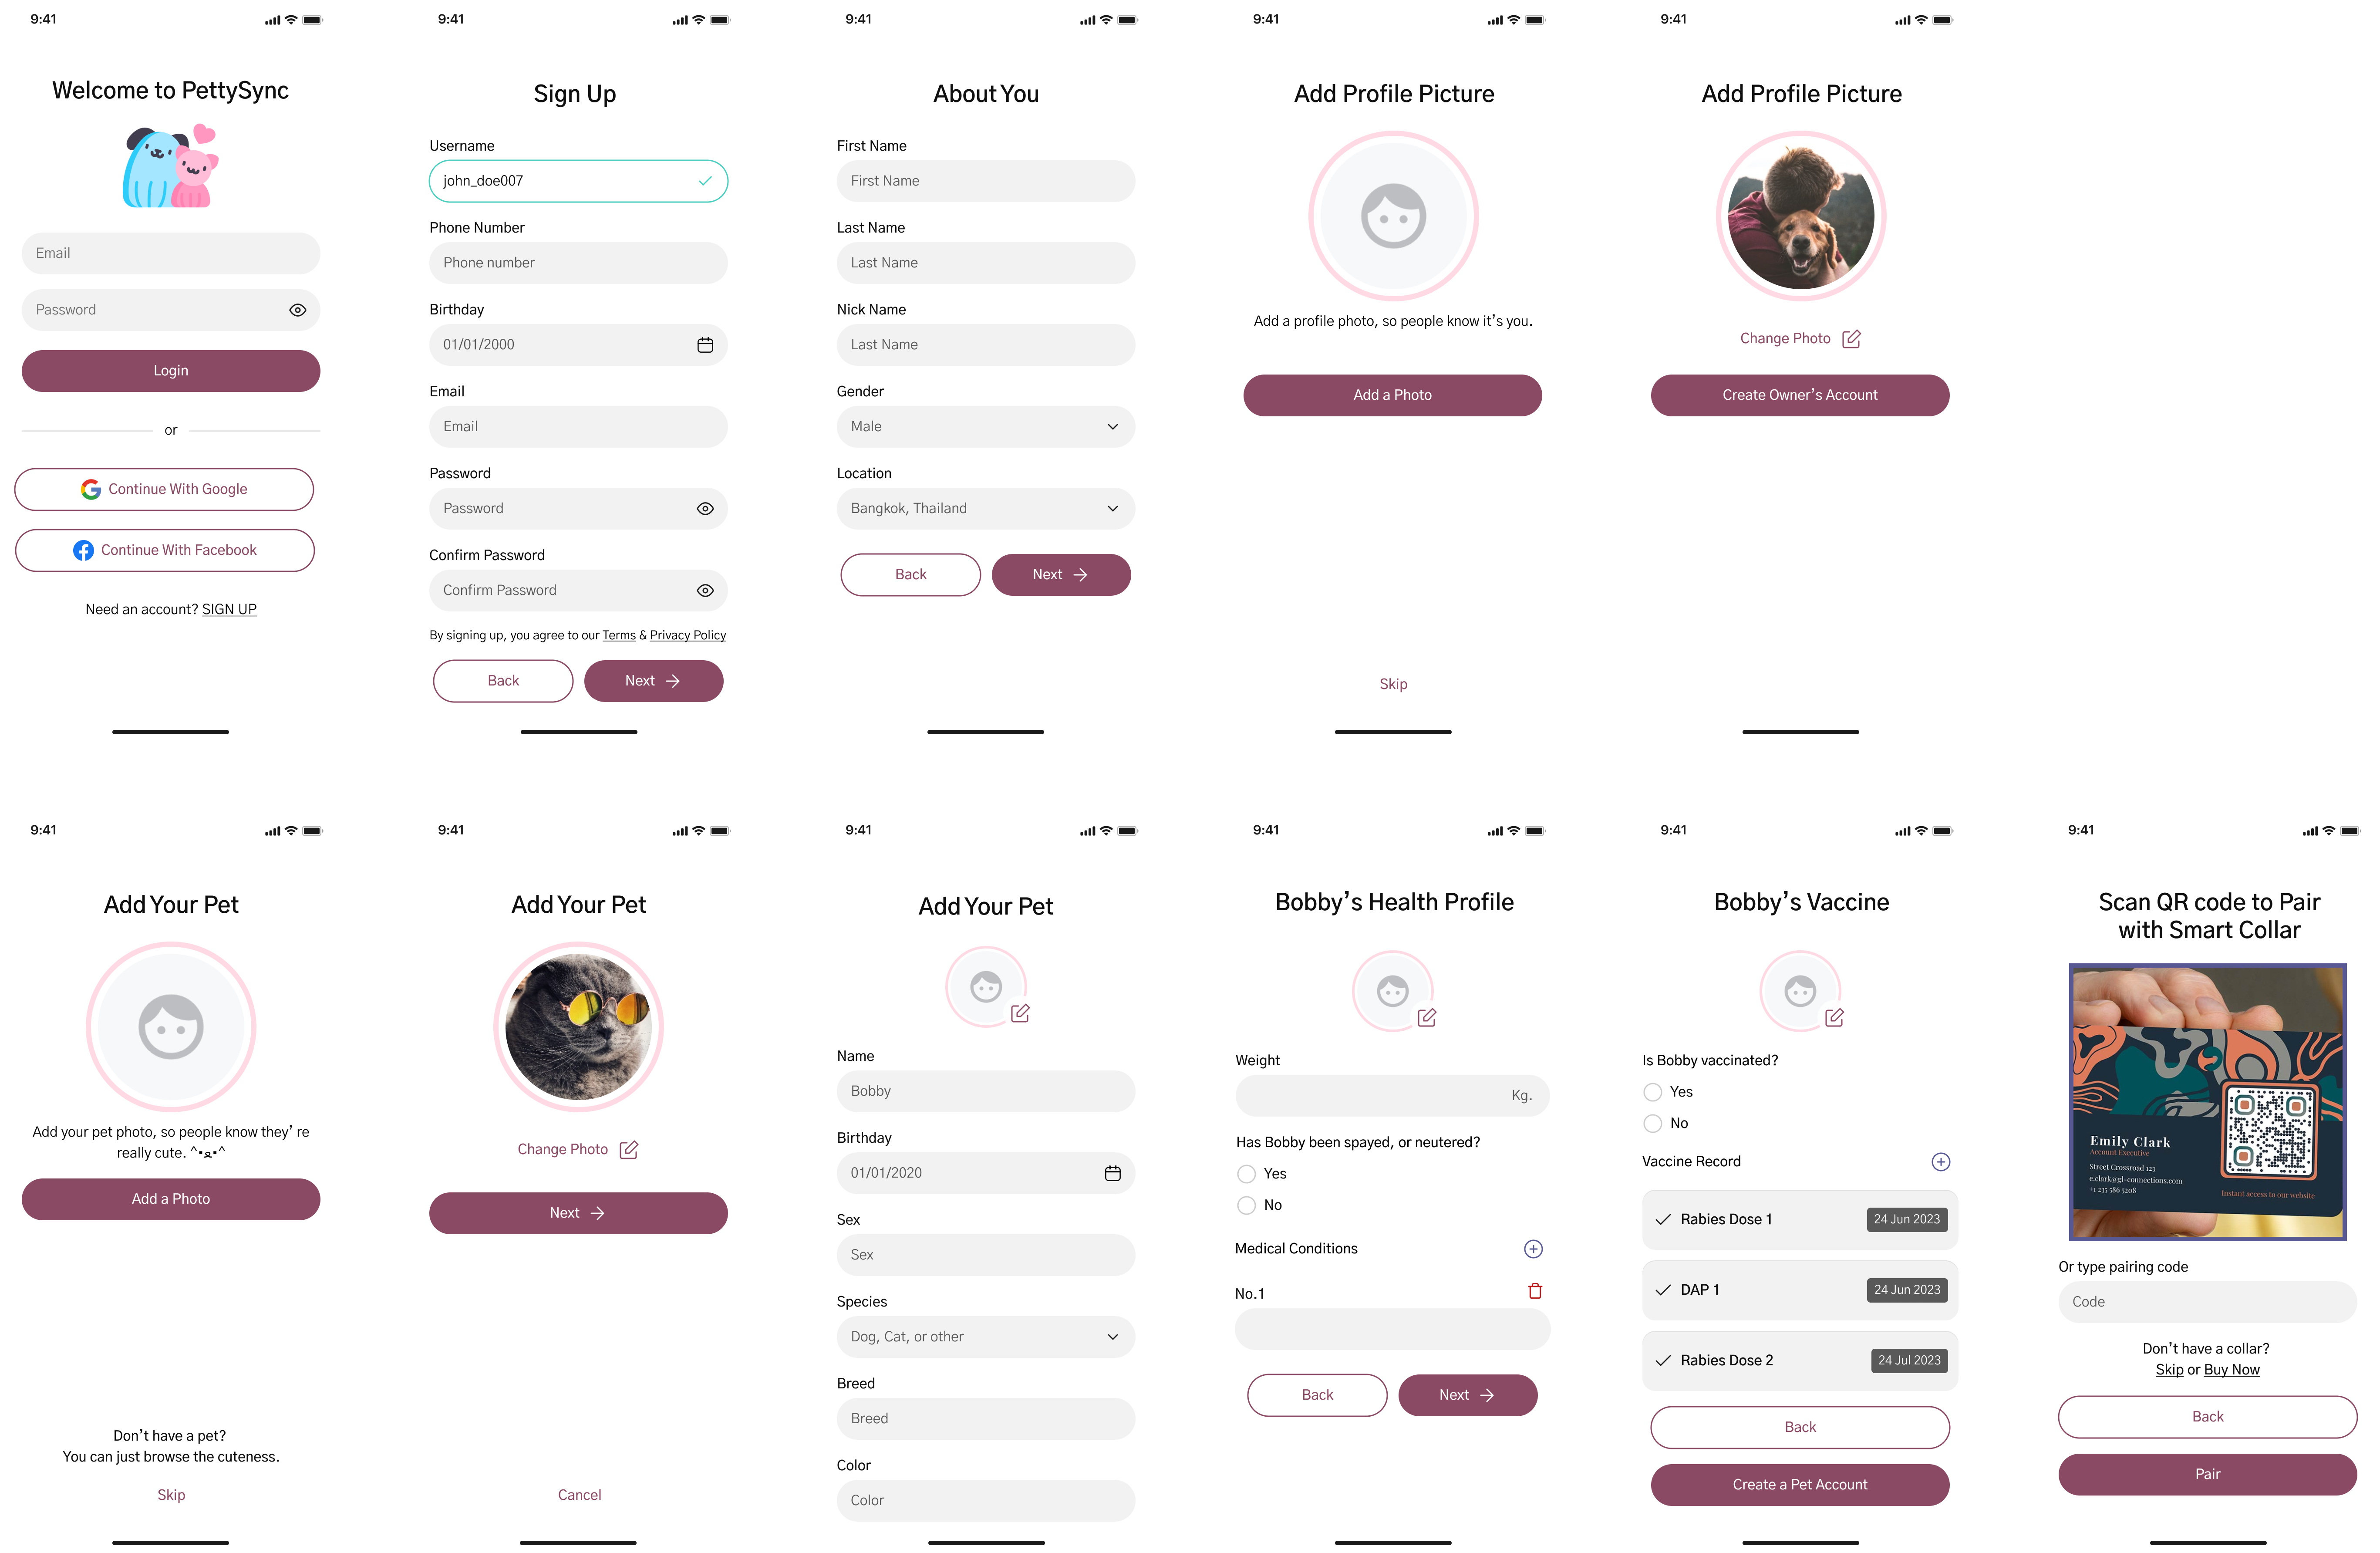 9:41
Welcome to PettySync
Email
Password
Login
or
Continue With Google
Continue With Facebook
Need an account? SIGN UP
9:41
Sign Up
Username
john_doe007
Phone Number
Phone number
Birthday
01/01/2000
Email
Email
Password
Password
Confirm Password
Confirm Password
By signing up, you agree to our Terms & Privacy Policy
Back
Next
9:41
About You
First Name
First Name
Last Name
Last Name
Nick Name
Last Name
Gender
Male
Location
Bangkok, Thailand
Back
Next
9:41
Add Profile Picture
Add a profile photo, so people know it's you.
Add a Photo
Skip
9:41
Add Profile Picture
Change Photo
Create Owner's Account
9:41
Add Your Pet
Add your pet photo, so people know they' re
really cute. ^•ﻌ•^
Add a Photo
Don't have a pet?
You can just browse the cuteness.
Skip
9:41
Add Your Pet
Change Photo
Next
Cancel
9:41
Add Your Pet
Name
Bobby
Birthday
01/01/2020
Sex
Sex
Species
Dog, Cat, or other
Breed
Breed
Color
Color
9:41
Bobby's Health Profile
Weight
Kg.
Has Bobby been spayed, or neutered?
Yes
No
Medical Conditions
No.1
Back
Next
9:41
Bobby's Vaccine
Is Bobby vaccinated?
Yes
No
Vaccine Record
Rabies Dose 1
24 Jun 2023
DAP 1
24 Jun 2023
Rabies Dose 2
24 Jul 2023
Back
Create a Pet Account
9:41
Scan QR code to Pair
with Smart Collar
Emily Clark
Account Executive
Street Crossroad 123
e.clark@gl-connections.com
+1 235 586 5208
Instant access to our website
Or type pairing code
Code
Don't have a collar?
Skip or Buy Now
Back
Pair